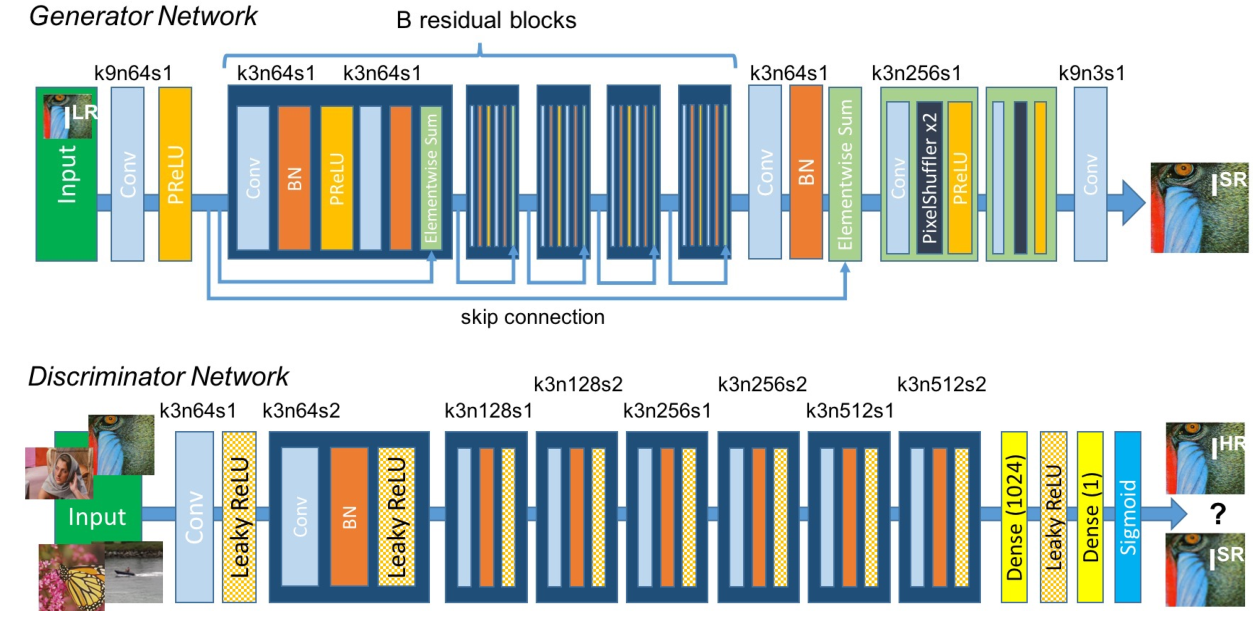 Generator Network
B residual blocks
k9n64s1
k3n64s1
k3n64s1
k3n64s1
k3n256s1
k9n3s1
I^LR
Input
Conv
PReLU
Conv
BN
PReLU
Elementwise Sum
Conv
BN
Elementwise Sum
Conv
PixelShuffler x2
PReLU
Conv
I^SR
skip connection
Discriminator Network
k3n64s1
k3n64s2
k3n128s1
k3n128s2
k3n256s1
k3n256s2
k3n512s1
k3n512s2
Input
Conv
Leaky ReLU
Conv
BN
Leaky ReLU
Dense (1024)
Leaky ReLU
Dense (1)
Sigmoid
I^HR
?
I^SR